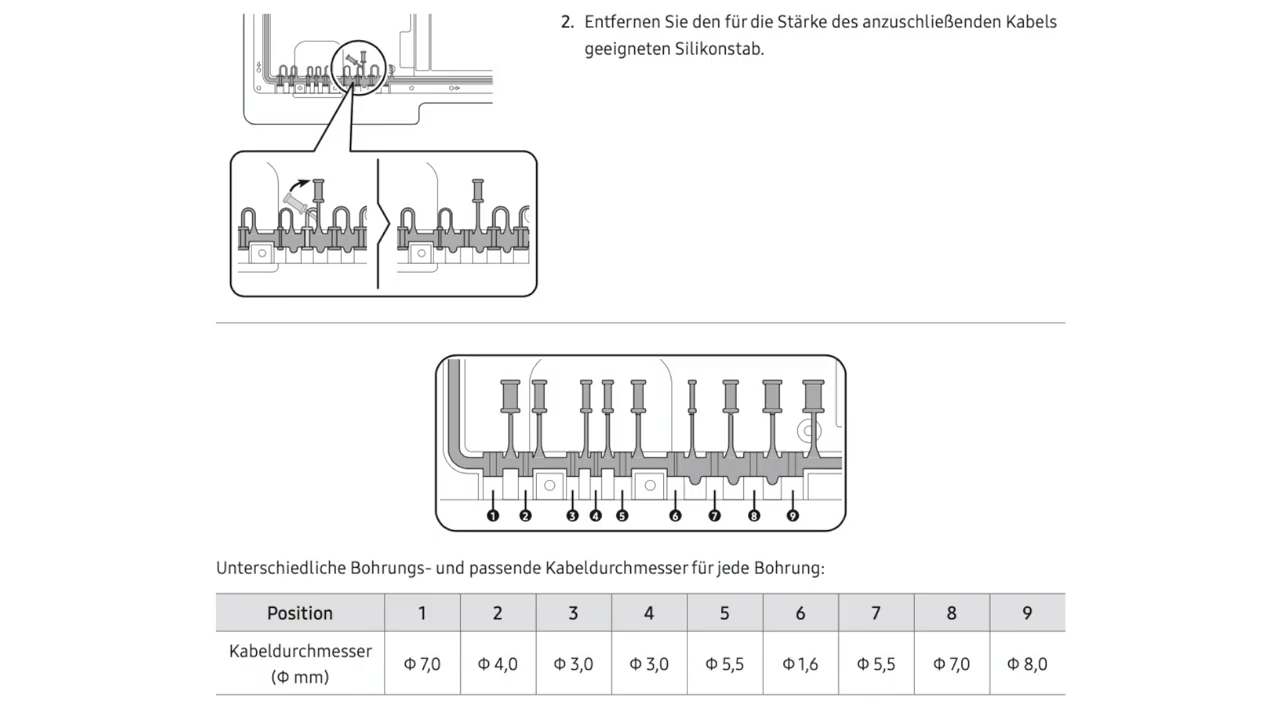 2. Entfernen Sie den für die Stärke des anzuschließenden Kabels
geeigneten Silikonstab.
1 2 3 4 5 6 7 8 9
Unterschiedliche Bohrungs- und passende Kabeldurchmesser für jede Bohrung:
Position 1 2 3 4 5 6 7 8 9
Kabeldurchmesser
(Φ mm) Φ 7,0 Φ 4,0 Φ 3,0 Φ 3,0 Φ 5,5 Φ 1,6 Φ 5,5 Φ 7,0 Φ 8,0